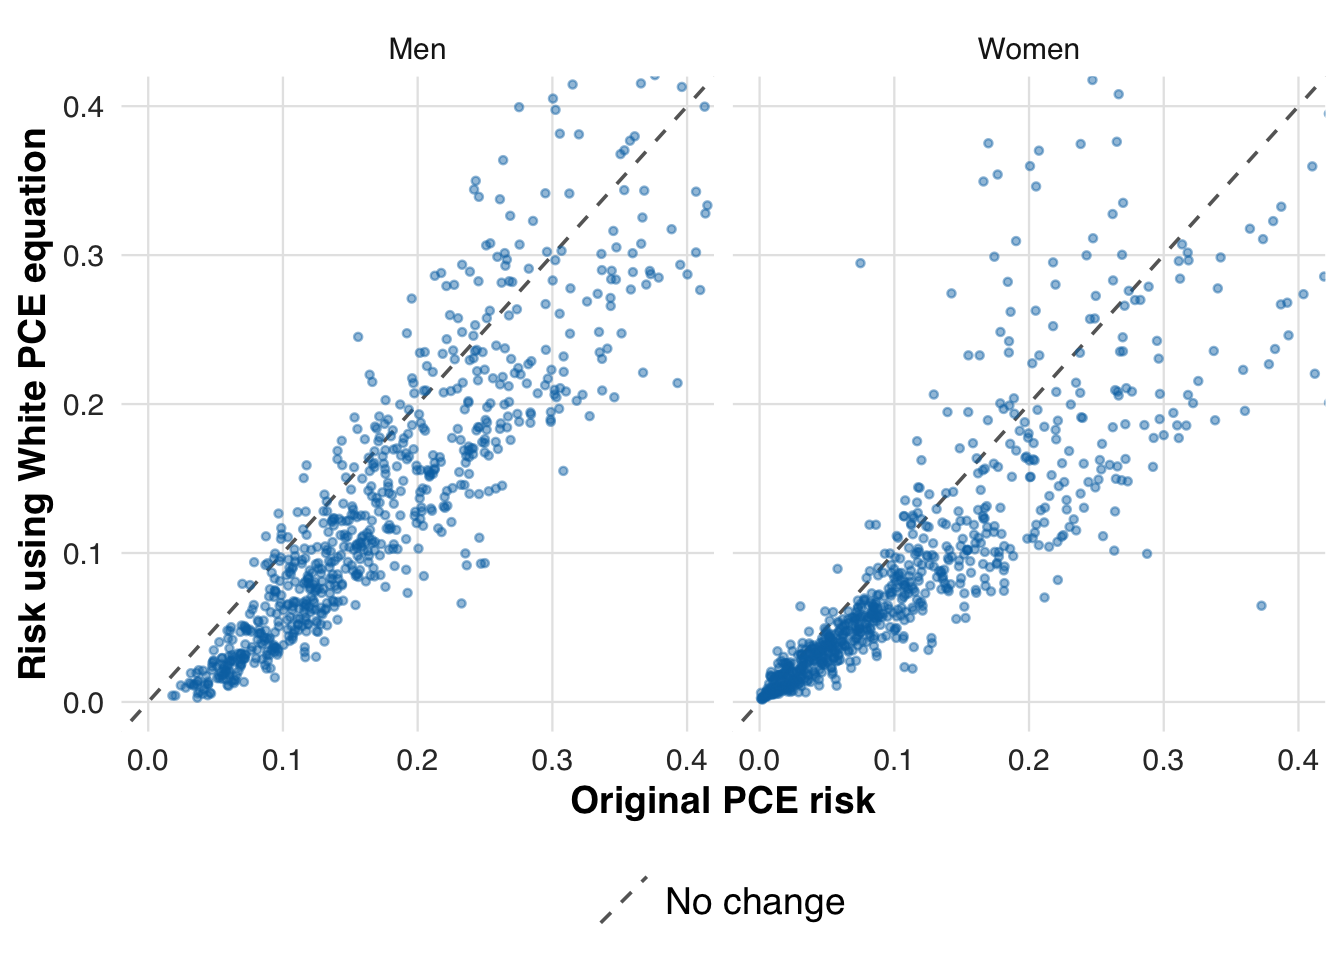 Men
Women
Risk using White PCE equation
0.4
0.3
0.2
0.1
0.0
0.0 0.1 0.2 0.3 0.4
0.0 0.1 0.2 0.3 0.4
Original PCE risk
No change